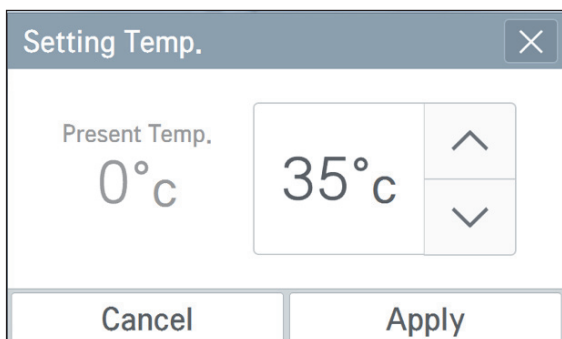 Setting Temp.
Present Temp.
0°c
35°c
Cancel
Apply